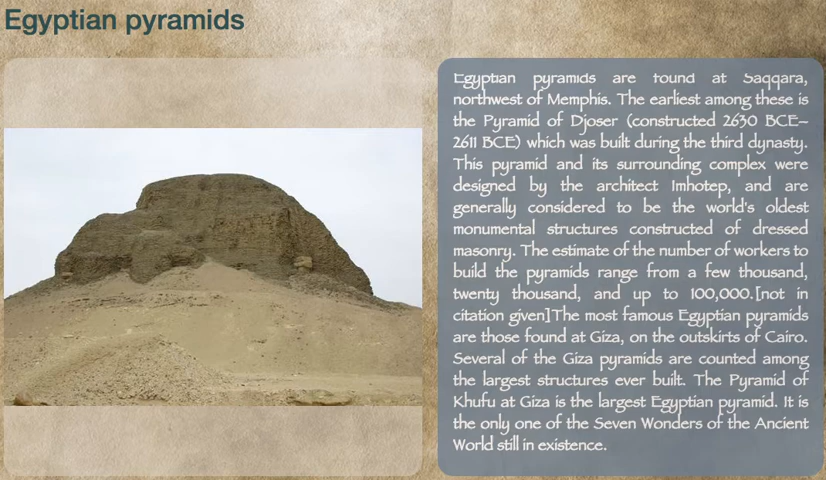 Egyptian pyramids
Egyptian pyramids are found at Saqqara,
northwest of Memphis. The earliest among these is
the Pyramid of Djoser (constructed 2630 BCE–
2611 BCE) which was built during the third dynasty.
This pyramid and its surrounding complex were
designed by the architect Imhotep, and are
generally considered to be the world's oldest
monumental structures constructed of dressed
masonry. The estimate of the number of workers to
build the pyramids range from a few thousand,
twenty thousand, and up to 100,000.[not in
citation given]The most famous Egyptian pyramids
are those found at Giza, on the outskirts of Cairo.
Several of the Giza pyramids are counted among
the largest structures ever built. The Pyramid of
Khufu at Giza is the largest Egyptian pyramid. It is
the only one of the Seven Wonders of the Ancient
World still in existence.